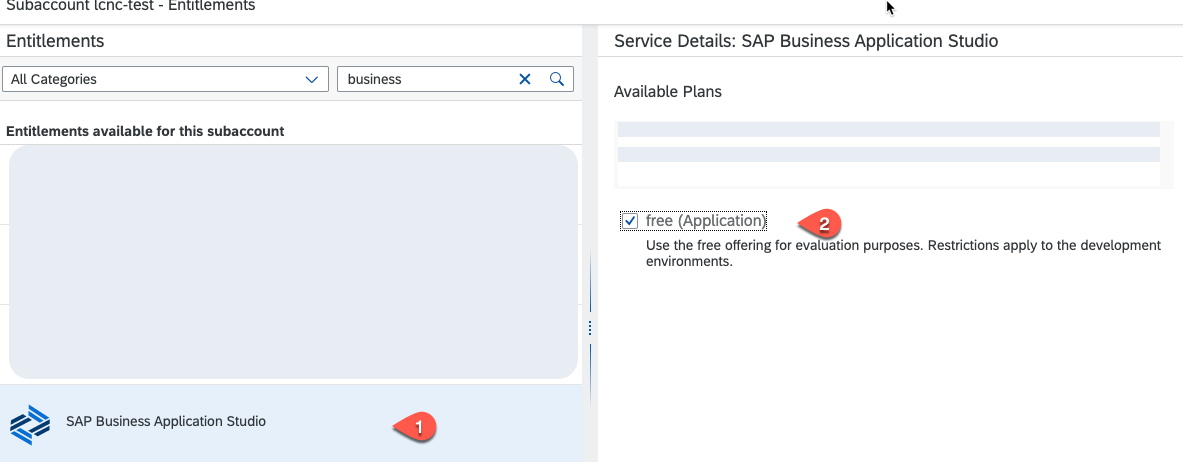 Subaccount lcnc-test - Entitlements
Entitlements
Service Details: SAP Business Application Studio
All Categories
business
Available Plans
Entitlements available for this subaccount
free (Application)
2
Use the free offering for evaluation purposes. Restrictions apply to the development
environments.
SAP Business Application Studio
1